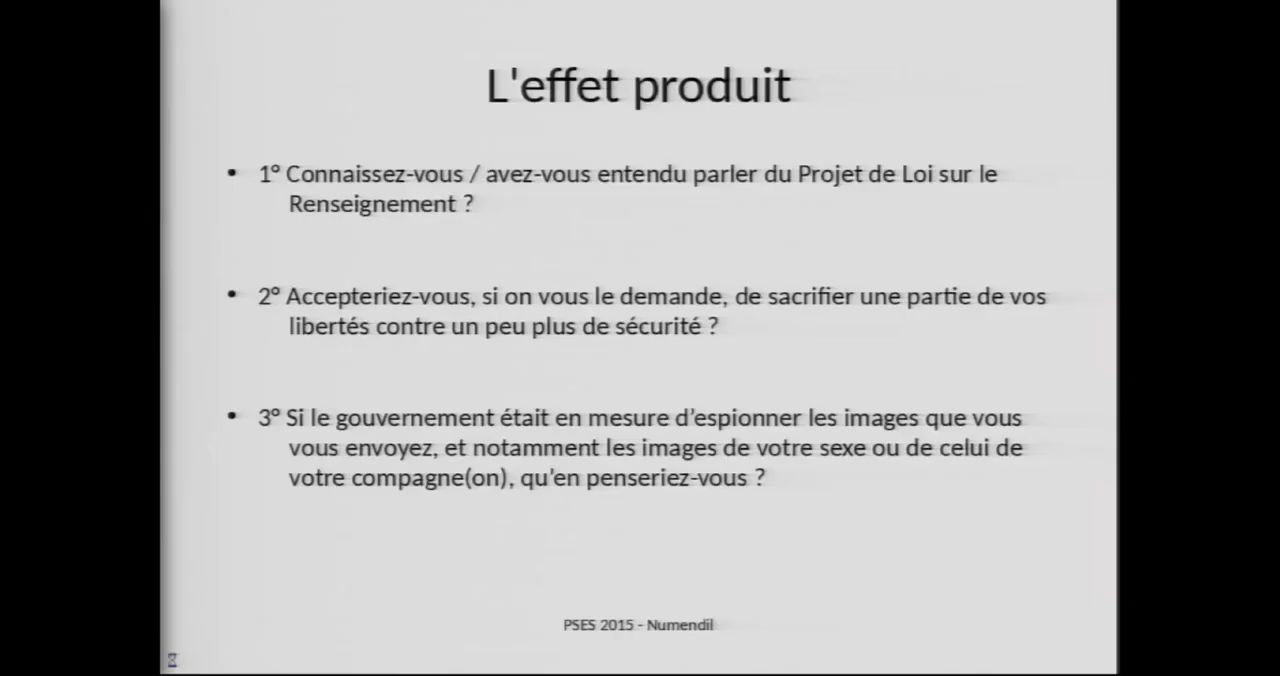 L'effet produit
• 1° Connaissez-vous / avez-vous entendu parler du Projet de Loi sur le
Renseignement ?
• 2° Accepteriez-vous, si on vous le demande, de sacrifier une partie de vos
libertés contre un peu plus de sécurité ?
• 3° Si le gouvernement était en mesure d’espionner les images que vous
vous envoyez, et notamment les images de votre sexe ou de celui de
votre compagne(on), qu’en penseriez-vous ?
PSES 2015 - Numendil